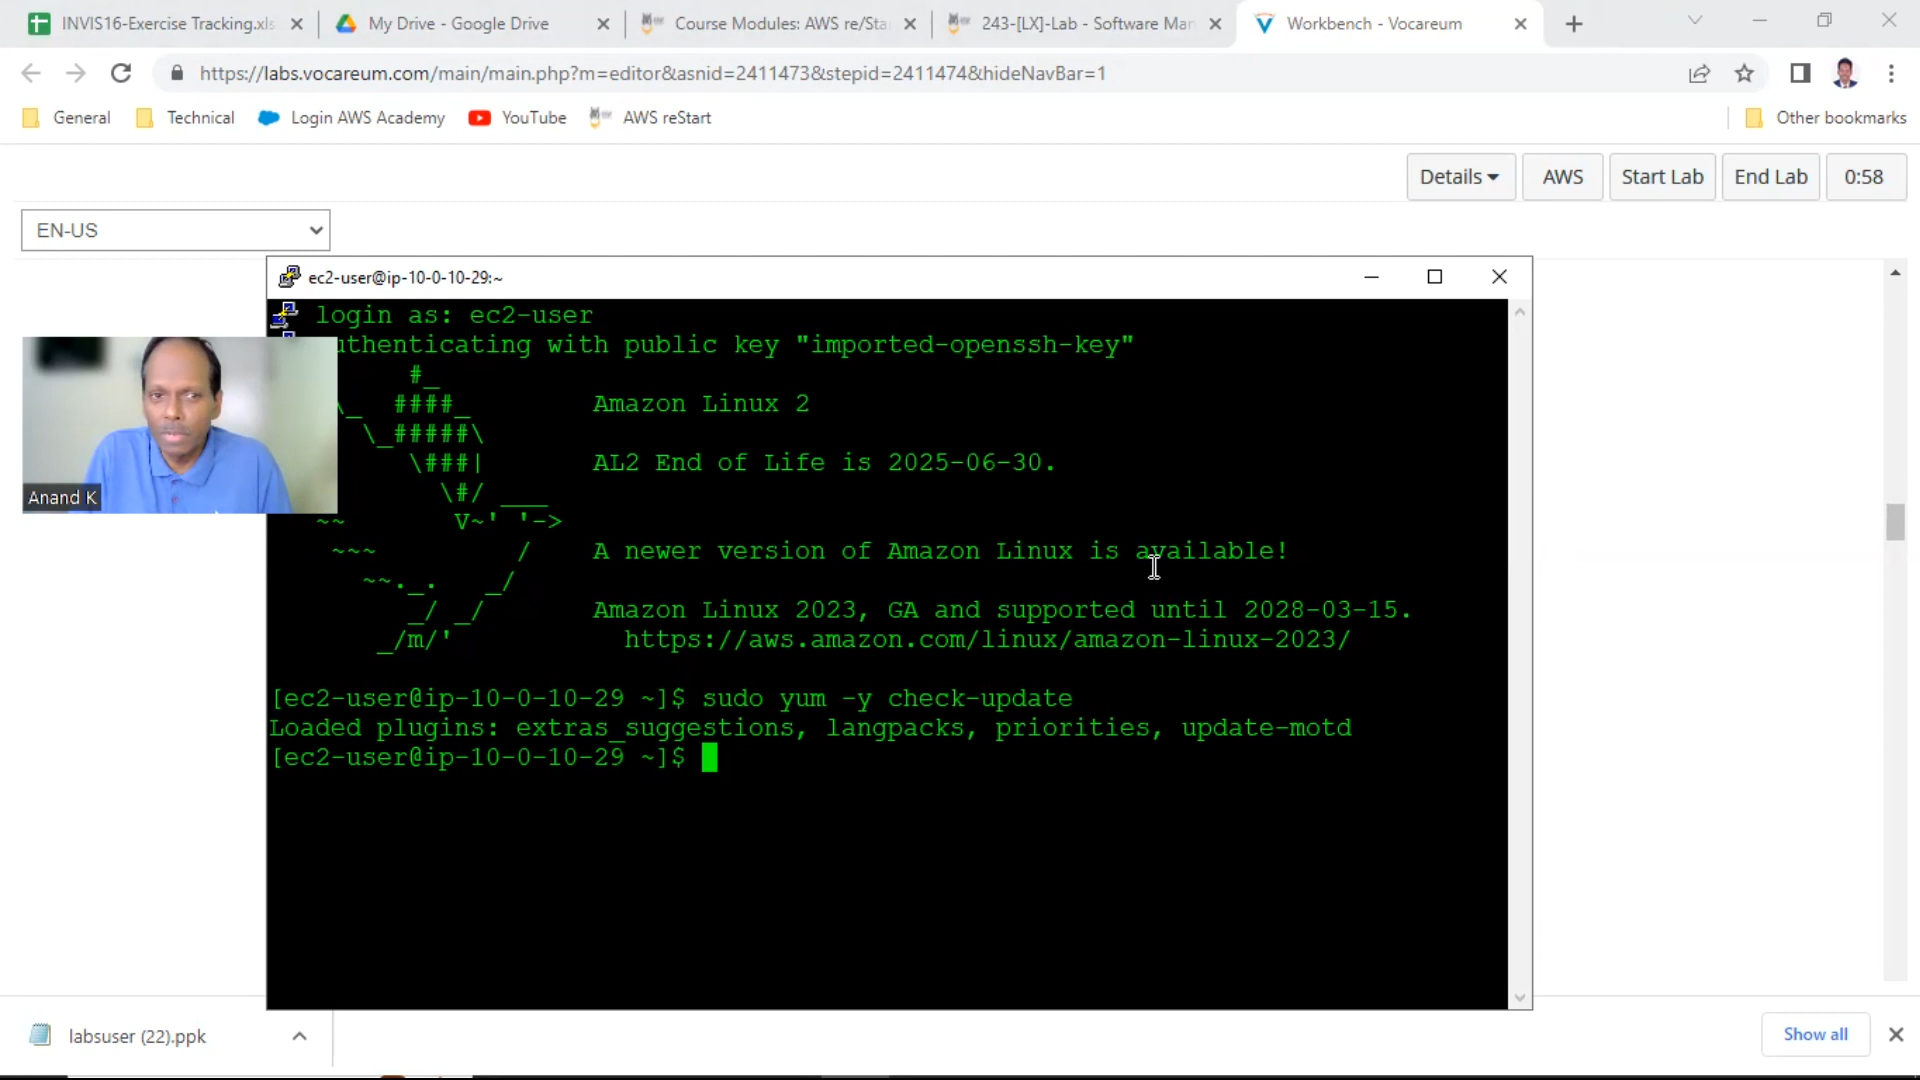 INVIS16-Exercise Tracking.xls
My Drive - Google Drive
Course Modules: AWS re/Sta
243-[LX]-Lab - Software Man
Workbench - Vocareum
https://labs.vocareum.com/main/main.php?m=editor&asnid=2411473&stepid=2411474&hideNavBar=1
General
Technical
Login AWS Academy
YouTube
AWS reStart
Other bookmarks
Details
AWS
Start Lab
End Lab
0:58
EN-US
ec2-user@ip-10-0-10-29:~
login as: ec2-user
uthenticating with public key "imported-openssh-key"
#_
\_ ####_ Amazon Linux 2
\_#####\
\###| AL2 End of Life is 2025-06-30.
\#/ ___
~~ V~' '->
~~~ / A newer version of Amazon Linux is available!
~~._. _/
_/ _/ Amazon Linux 2023, GA and supported until 2028-03-15.
_/m/' https://aws.amazon.com/linux/amazon-linux-2023/
[ec2-user@ip-10-0-10-29 ~]$ sudo yum -y check-update
Loaded plugins: extras_suggestions, langpacks, priorities, update-motd
[ec2-user@ip-10-0-10-29 ~]$
Anand K
labsuser (22).ppk
Show all